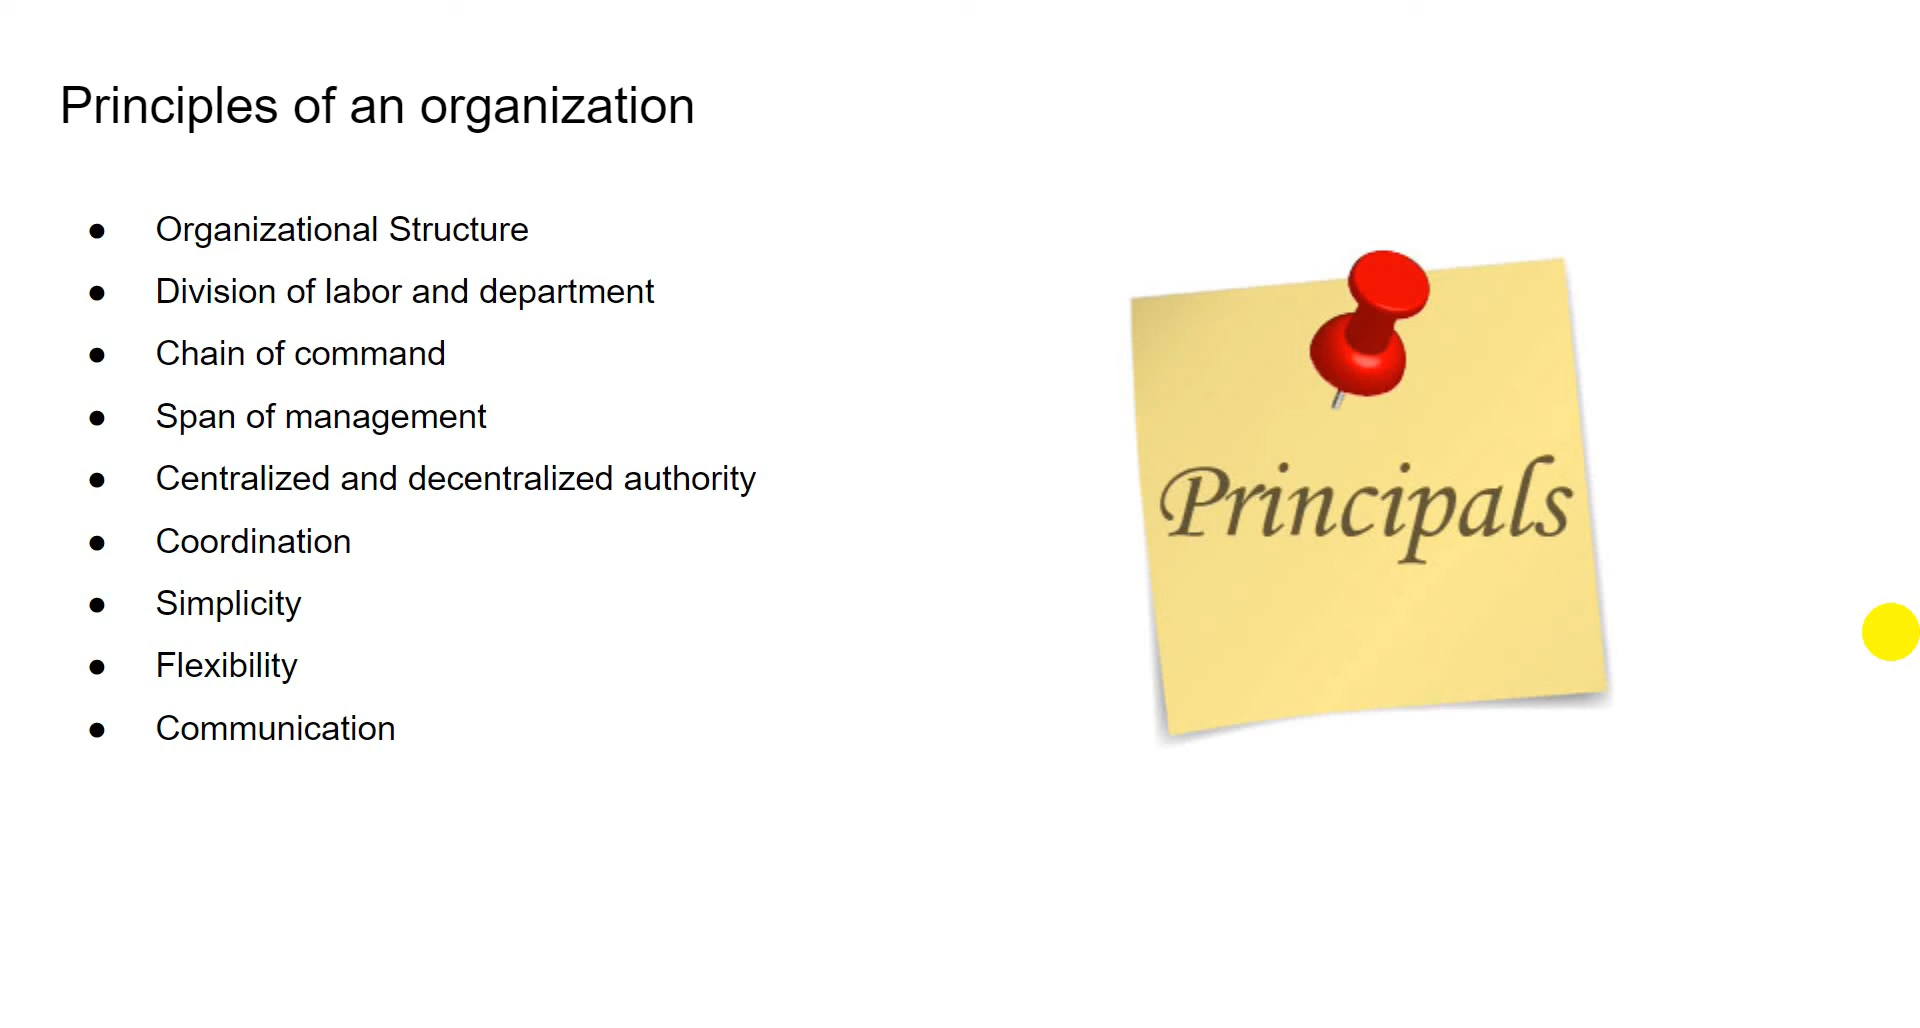 Principles of an organization
● Organizational Structure
● Division of labor and department
● Chain of command
● Span of management
● Centralized and decentralized authority
● Coordination
● Simplicity
● Flexibility
● Communication
Principals